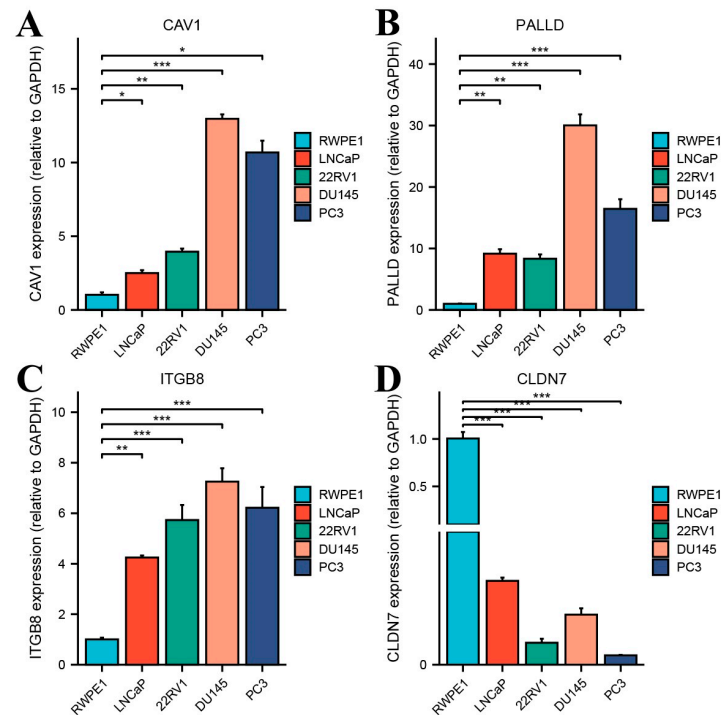 A
CAV1
CAV1 expression (relative to GAPDH)
15
10
5
0
*
***
**
*
RWPE1
LNCaP
22RV1
DU145
PC3
RWPE1
LNCaP
22RV1
DU145
PC3
B
PALLD
PALLD expression (relative to GAPDH)
40
30
20
10
0
***
***
**
**
RWPE1
LNCaP
22RV1
DU145
PC3
RWPE1
LNCaP
22RV1
DU145
PC3
C
ITGB8
ITGB8 expression (relative to GAPDH)
10
8
6
4
2
0
***
***
***
**
RWPE1
LNCaP
22RV1
DU145
PC3
RWPE1
LNCaP
22RV1
DU145
PC3
D
CLDN7
CLDN7 expression (relative to GAPDH)
1.0
0.5
***
***
***
***
RWPE1
LNCaP
22RV1
DU145
PC3
RWPE1
LNCaP
22RV1
DU145
PC3